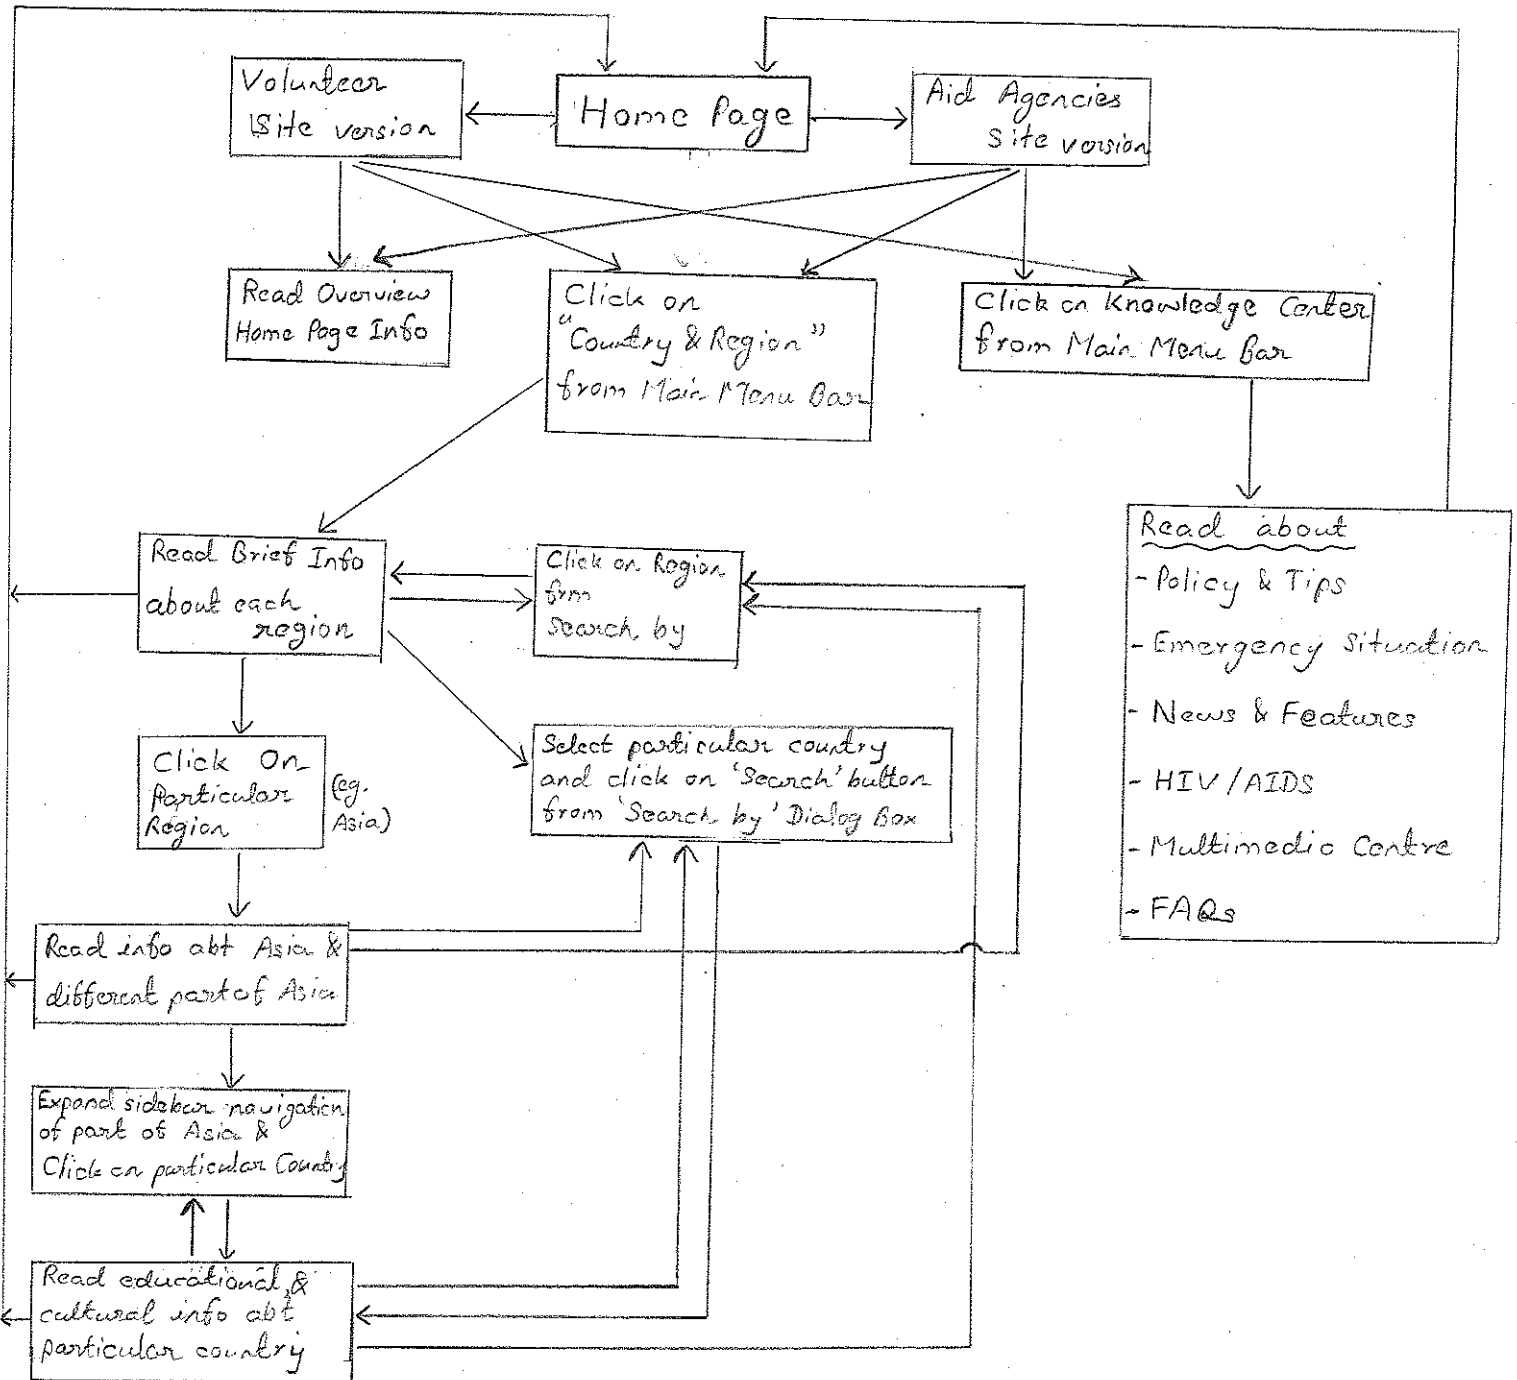 Volunteer
Site version
Home Page
Aid Agencies
Site version
Read Overview
Home Page Info
Click on
"Country & Region"
from Main Menu Bar
Click on Knowledge Center
from Main Menu Bar
Read Brief Info
about each
region
Click on Region
frm
Search by
Read about
- Policy & Tips
- Emergency Situation
- News & Features
- HIV/AIDS
- Multimedia Centre
- FAQs
Click On
Particular
Region
(eg.
Asia)
Select particular country
and click on 'Search' button
from 'Search by' Dialog Box
Read info abt Asia &
different part of Asia
Expand sidebar navigation
of part of Asia &
Click on particular Country
Read educational &
cultural info abt
particular country